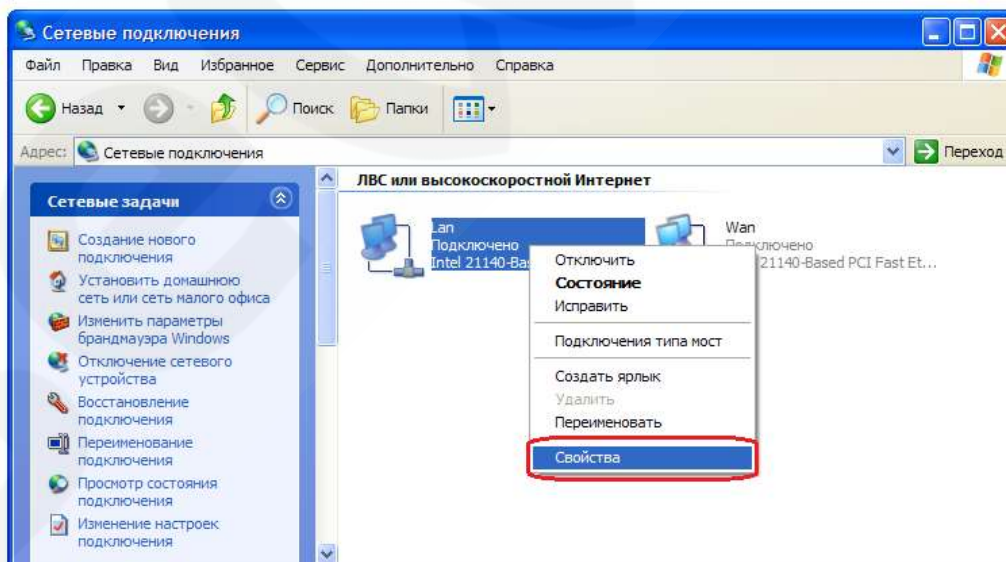 Сетевые подключения
Файл Правка Вид Избранное Сервис Дополнительно Справка
Назад Поиск Папки
Адрес: Сетевые подключения Переход
Сетевые задачи
Создание нового
подключения
Установить домашнюю
сеть или сеть малого офиса
Изменить параметры
брандмауэра Windows
Отключение сетевого
устройства
Восстановление
подключения
Переименование
подключения
Просмотр состояния
подключения
Изменение настроек
подключения
ЛВС или высокоскоростной Интернет
Lan
Подключено
Intel 21140-Bas
Wan
Подключено
21140-Based PCI Fast Et...
Отключить
Состояние
Исправить
Подключения типа мост
Создать ярлык
Удалить
Переименовать
Свойства